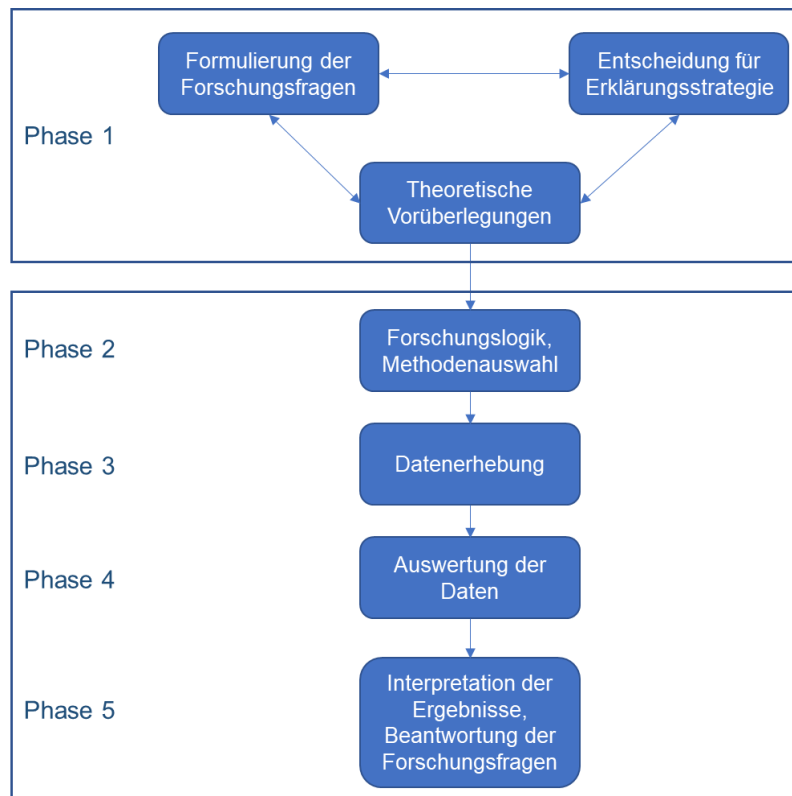 Formulierung der
Forschungsfragen
Entscheidung für
Erklärungsstrategie
Phase 1
Theoretische
Vorüberlegungen
Phase 2
Forschungslogik,
Methodenauswahl
Phase 3
Datenerhebung
Phase 4
Auswertung der
Daten
Phase 5
Interpretation der
Ergebnisse,
Beantwortung der
Forschungsfragen